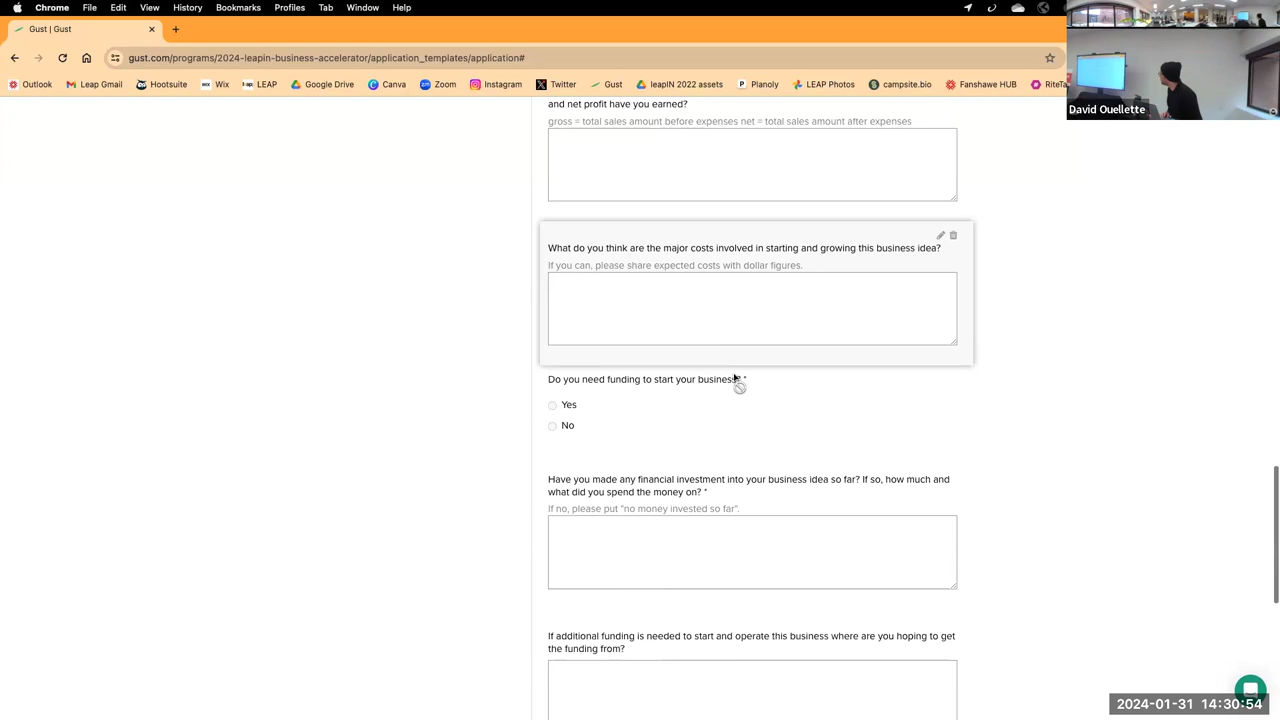 Chrome File Edit View History Bookmarks Profiles Tab Window Help
Gust | Gust
gust.com/programs/2024-leapin-business-accelerator/application_templates/application#
Outlook Leap Gmail Hootsuite Wix LEAP Google Drive Canva Zoom Instagram Twitter Gust leapIN 2022 assets Planoly LEAP Photos campsite.bio Fanshawe HUB
David Ouellette
and net profit have you earned?
gross = total sales amount before expenses net = total sales amount after expenses
What do you think are the major costs involved in starting and growing this business idea?
If you can, please share expected costs with dollar figures.
Do you need funding to start your business? *
Yes
No
Have you made any financial investment into your business idea so far? If so, how much and
what did you spend the money on? *
If no, please put "no money invested so far".
If additional funding is needed to start and operate this business where are you hoping to get
the funding from?
2024-01-31 14:30:54